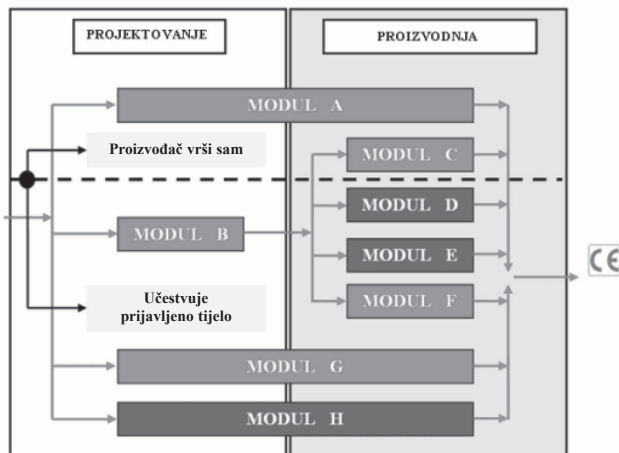 PROJEKTOVANJE
PROIZVODNJA
MODUL A
Proizvođač vrši sam
MODUL C
MODUL D
MODUL B
MODUL E
Učestvuje
prijavljeno tijelo
MODUL F
MODUL G
MODUL H
CE